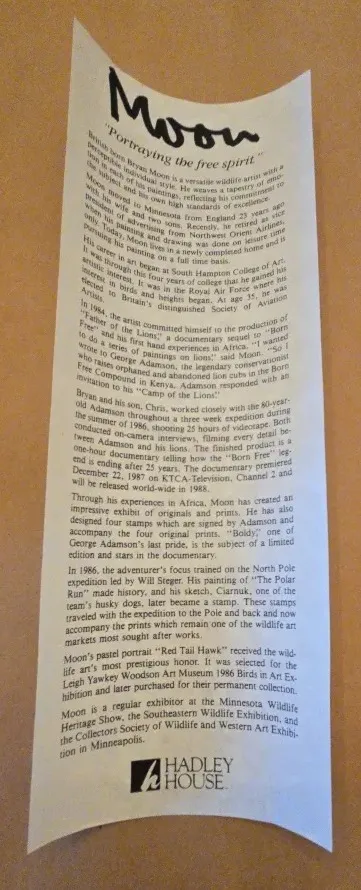 Moon
"Portraying the free spirit."
British born Bryan Moon is a versatile wildlife artist with a
perceptive individual style. He weaves a tapestry of emo-
tion in each of his paintings, reflecting his commitment to
his subject and his own high standards of excellence.
Moon moved to Minnesota from England 23 years ago
with his wife and two sons. Recently, he retired as vice
president of advertising from Northwest Orient Airlines,
only. Today, Moon lives in a newly completed home and is
pursuing his painting on a full time basis.
His career in art began at South Hampton College of Art.
It was through this four years of college that he gained his
artistic interest. It was in the Royal Air Force where his
interest in birds and heights began. At age 35, he was
elected to Britain's distinguished Society of Aviation
Artists.
In 1984, the artist committed himself to the production of
"Father of the Lions," a documentary sequel to "Born
Free" and his first hand experiences in Africa. "I wanted
to do a series of paintings on lions," said Moon. "So I
wrote to George Adamson, the legendary conservationist
who raises orphaned and abandoned lion cubs in the Born
Free Compound in Kenya. Adamson responded with an
invitation to his "Camp of the Lions."
Bryan and his son, Chris, worked closely with the 80-year-
old Adamson throughout a three week expedition during
the summer of 1986, shooting 25 hours of videotape. Both
conducted on-camera interviews, filming every detail be-
tween Adamson and his lions. The finished product is a
one-hour documentary telling how the "Born Free" leg-
end is ending after 25 years. The documentary premiered
December 22, 1987 on KTCA-Television, Channel 2 and
will be released world-wide in 1988.
Through his experiences in Africa, Moon has created an
impressive exhibit of originals and prints. He has also
designed four stamps which are signed by Adamson and
accompany the four original prints. "Boldy," one of
George Adamson's last pride, is the subject of a limited
edition and stars in the documentary.
In 1986, the adventurer's focus trained on the North Pole
expedition led by Will Steger. His painting of "The Polar
Run" made history, and his sketch, Ciarnuk, one of the
team's husky dogs, later became a stamp. These stamps
traveled with the expedition to the Pole and back and now
accompany the prints which remain one of the wildlife art
markets most sought after works.
Moon's pastel portrait "Red Tail Hawk" received the wild-
life art's most prestigious honor. It was selected for the
Leigh Yawkey Woodson Art Museum 1986 Birds in Art Ex-
hibition and later purchased for their permanent collection.
Moon is a regular exhibitor at the Minnesota Wildlife
Heritage Show, the Southeastern Wildlife Exhibition, and
the Collectors Society of Wildlife and Western Art Exhibi-
tion in Minneapolis.
HADLEY
HOUSE